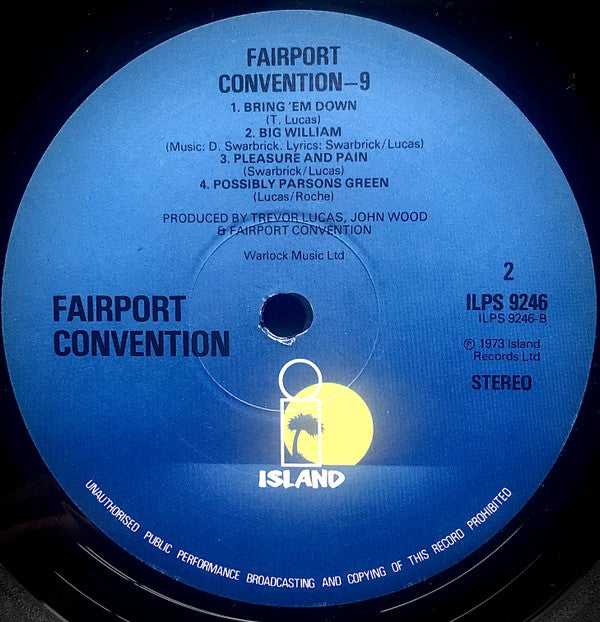 FAIRPORT
CONVENTION–9
1. BRING 'EM DOWN
(T. Lucas)
2. BIG WILLIAM
(Music: D. Swarbrick. Lyrics: Swarbrick/Lucas)
3. PLEASURE AND PAIN
(Swarbrick/Lucas)
4. POSSIBLY PARSONS GREEN
(Lucas/Roche)
PRODUCED BY TREVOR LUCAS, JOHN WOOD
& FAIRPORT CONVENTION
Warlock Music Ltd
2
FAIRPORT
CONVENTION
ILPS 9246
ILPS 9246-B
℗ 1973 Island
Records Ltd
STEREO
ISLAND
UNAUTHORISED PUBLIC PERFORMANCE BROADCASTING AND COPYING OF THIS RECORD PROHIBITED